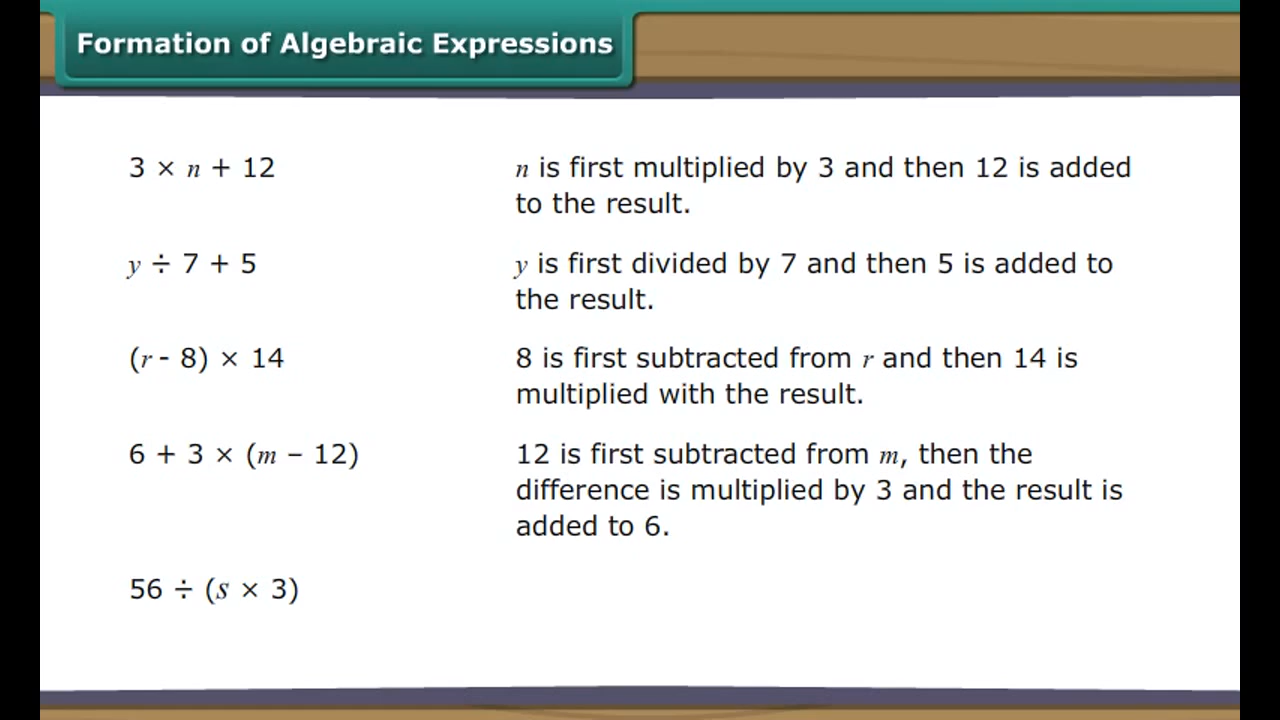 Formation of Algebraic Expressions
3 × n + 12
n is first multiplied by 3 and then 12 is added
to the result.
y ÷ 7 + 5
y is first divided by 7 and then 5 is added to
the result.
(r - 8) × 14
8 is first subtracted from r and then 14 is
multiplied with the result.
6 + 3 × (m – 12)
12 is first subtracted from m, then the
difference is multiplied by 3 and the result is
added to 6.
56 ÷ (s × 3)